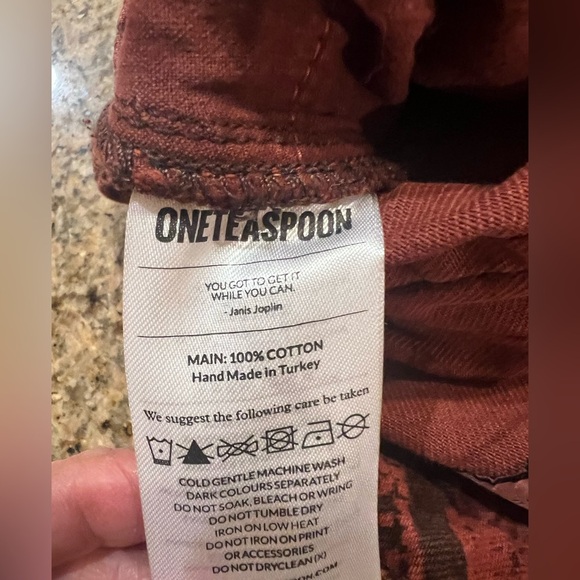 ONETEASPOON
YOU GOT TO GET IT
WHILE YOU CAN.
- Janis Joplin
MAIN: 100% COTTON
Hand Made in Turkey
We suggest the following care be taken
COLD GENTLE MACHINE WASH
DARK COLOURS SEPARATELY
DO NOT SOAK, BLEACH OR WRING
DO NOT TUMBLE DRY
IRON ON LOW HEAT
DO NOT IRON ON PRINT
OR ACCESSORIES
DO NOT DRYCLEAN (X)